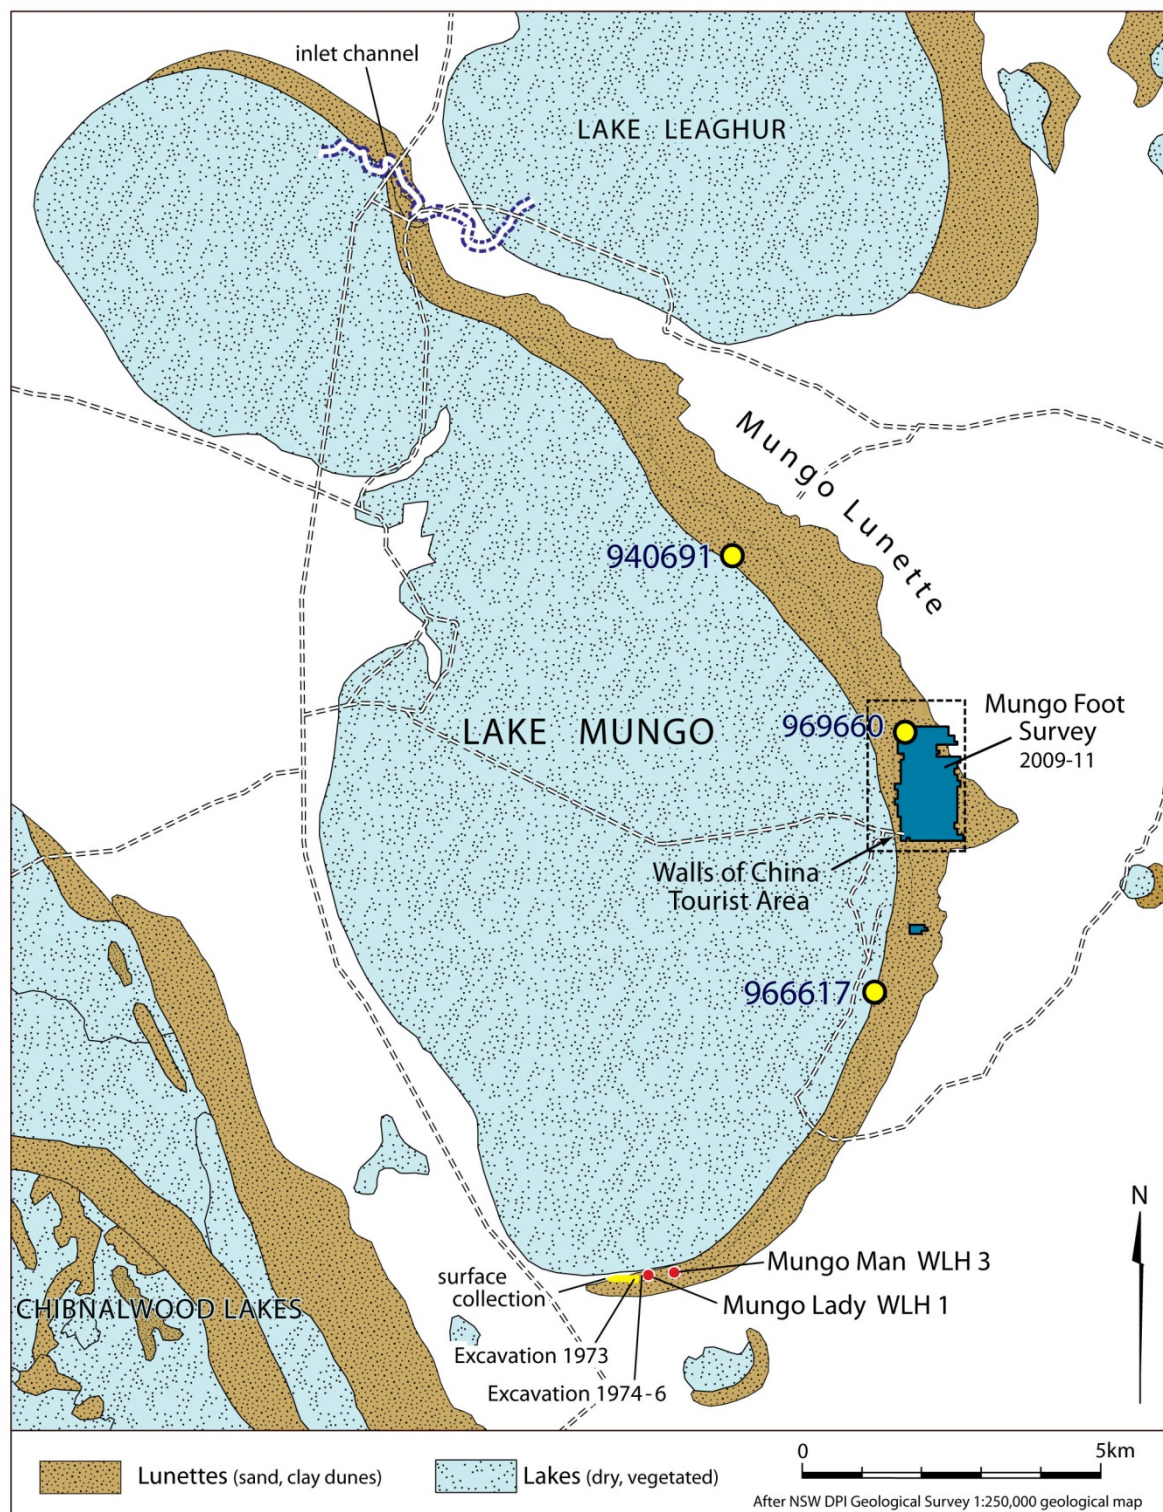 inlet channel
LAKE LEAGHUR
Mungo Lunette
940691
969660
Mungo Foot
Survey
2009-11
LAKE MUNGO
Walls of China
Tourist Area
966617
N
surface
collection
Mungo Man WLH 3
Mungo Lady WLH 1
CHIBNALWOOD LAKES
Excavation 1973
Excavation 1974-6
Lunettes (sand, clay dunes)
Lakes (dry, vegetated)
0 5km
After NSW DPI Geological Survey 1:250,000 geological map